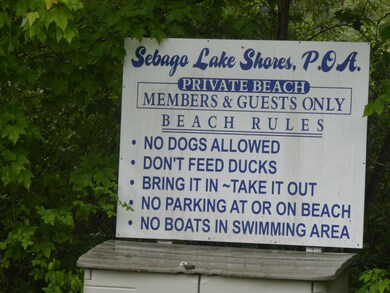 Sebago Lake Shores, P.O.A.
PRIVATE BEACH
MEMBERS & GUESTS ONLY
BEACH RULES
• NO DOGS ALLOWED
• DON'T FEED DUCKS
• BRING IT IN ~TAKE IT OUT
• NO PARKING AT OR ON BEACH
• NO BOATS IN SWIMMING AREA